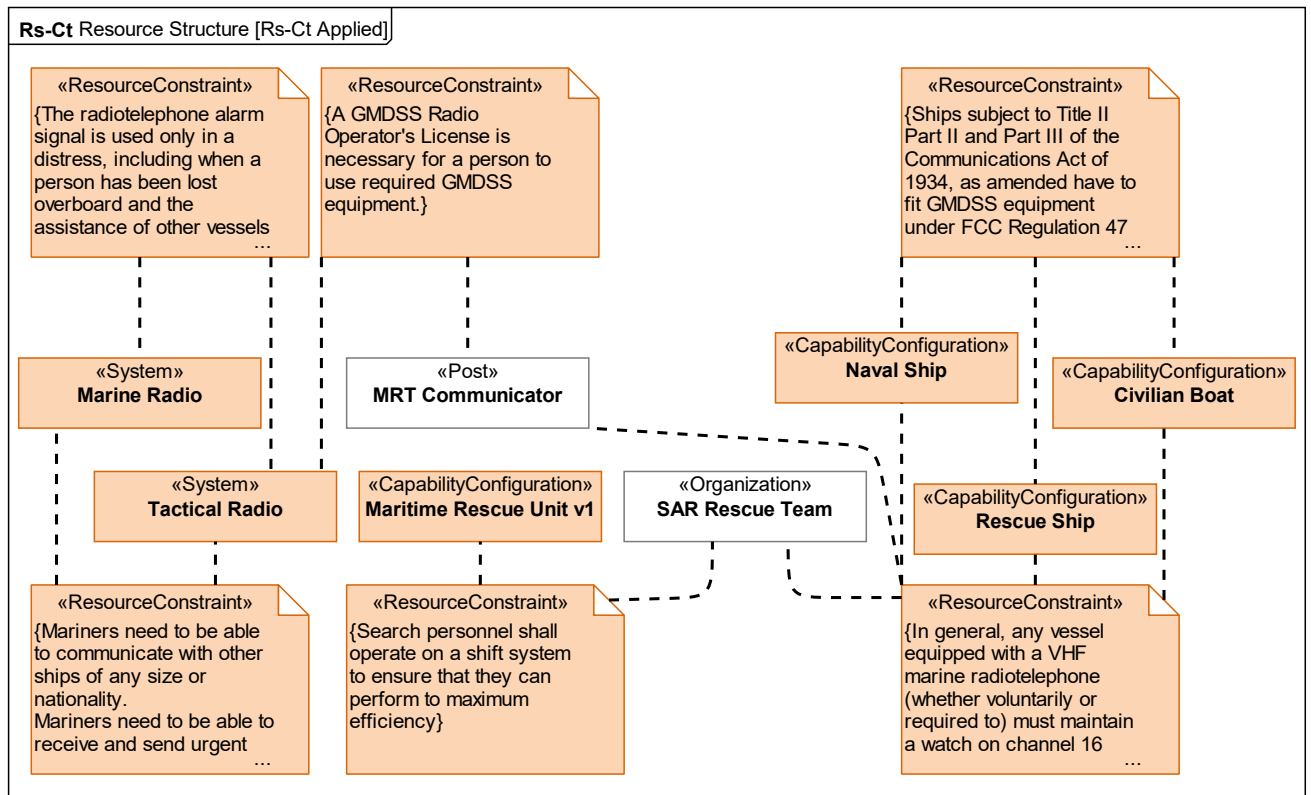 Rs-Ct Resource Structure [Rs-Ct Applied]
«ResourceConstraint»
{The radiotelephone alarm
signal is used only in a
distress, including when a
person has been lost
overboard and the
assistance of other vessels
...
«ResourceConstraint»
{A GMDSS Radio
Operator's License is
necessary for a person to
use required GMDSS
equipment.}
«ResourceConstraint»
{Ships subject to Title II
Part II and Part III of the
Communications Act of
1934, as amended have to
fit GMDSS equipment
under FCC Regulation 47
...
«System»
Marine Radio
«Post»
MRT Communicator
«CapabilityConfiguration»
Naval Ship
«CapabilityConfiguration»
Civilian Boat
«System»
Tactical Radio
«CapabilityConfiguration»
Maritime Rescue Unit v1
«Organization»
SAR Rescue Team
«CapabilityConfiguration»
Rescue Ship
«ResourceConstraint»
{Mariners need to be able
to communicate with other
ships of any size or
nationality.
Mariners need to be able to
receive and send urgent
...
«ResourceConstraint»
{Search personnel shall
operate on a shift system
to ensure that they can
perform to maximum
efficiency}
«ResourceConstraint»
{In general, any vessel
equipped with a VHF
marine radiotelephone
(whether voluntarily or
required to) must maintain
a watch on channel 16
...